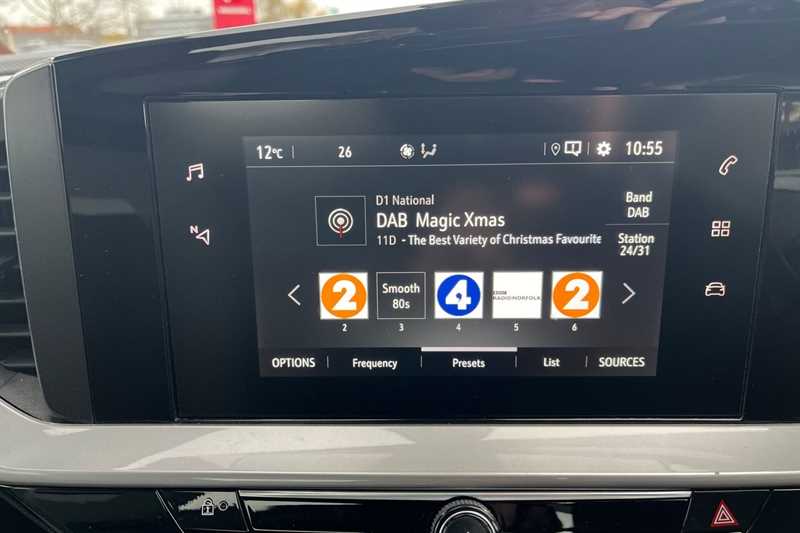 12°C
26
10:55
D1 National
DAB Magic Xmas
11D - The Best Variety of Christmas Favourite
Band
DAB
Station
24/31
N
2
Smooth
80s
4
BBC
RADIO NORFOLK
2
2
3
4
5
6
OPTIONS
Frequency
Presets
List
SOURCES